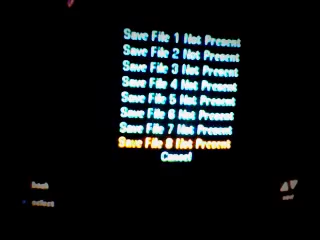 Save File 1 Not Present
Save File 2 Not Present
Save File 3 Not Present
Save File 4 Not Present
Save File 5 Not Present
Save File 6 Not Present
Save File 7 Not Present
Save File 8 Not Present
Cancel
back
select